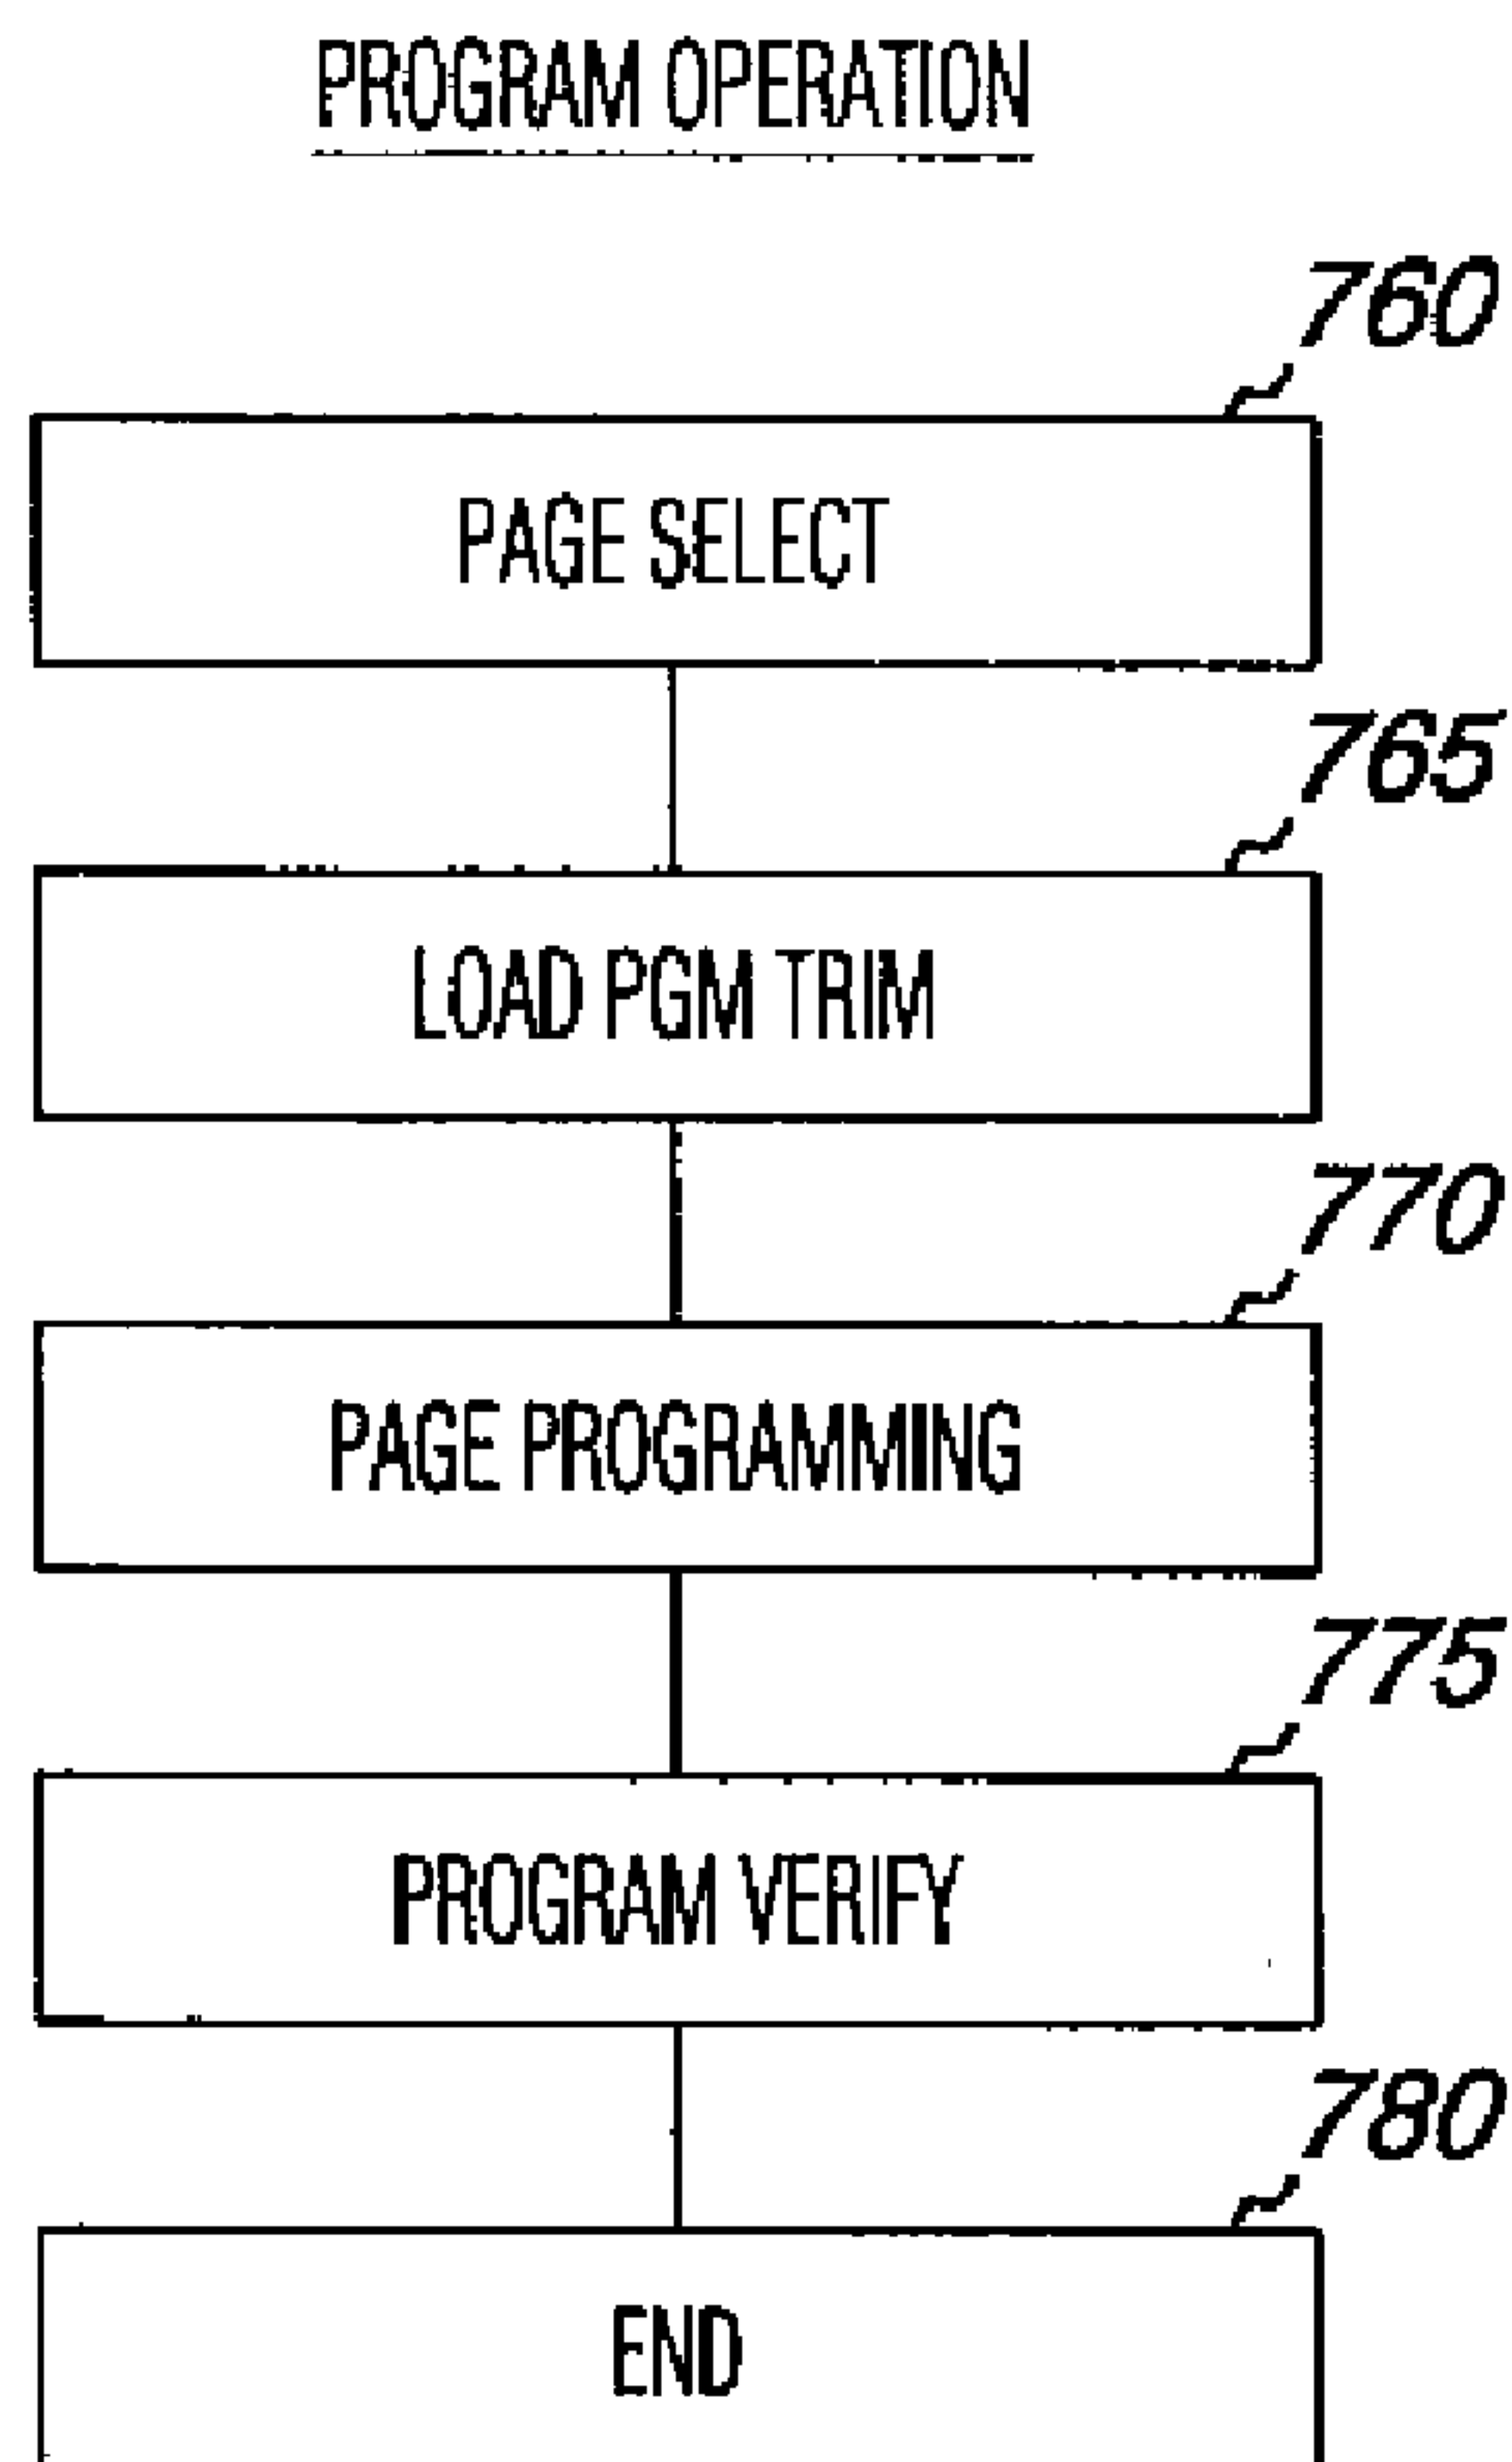 PROGRAM OPERATION
760
PAGE SELECT
765
LOAD PGM TRIM
770
PAGE PROGRAMMING
775
PROGRAM VERIFY
780
END